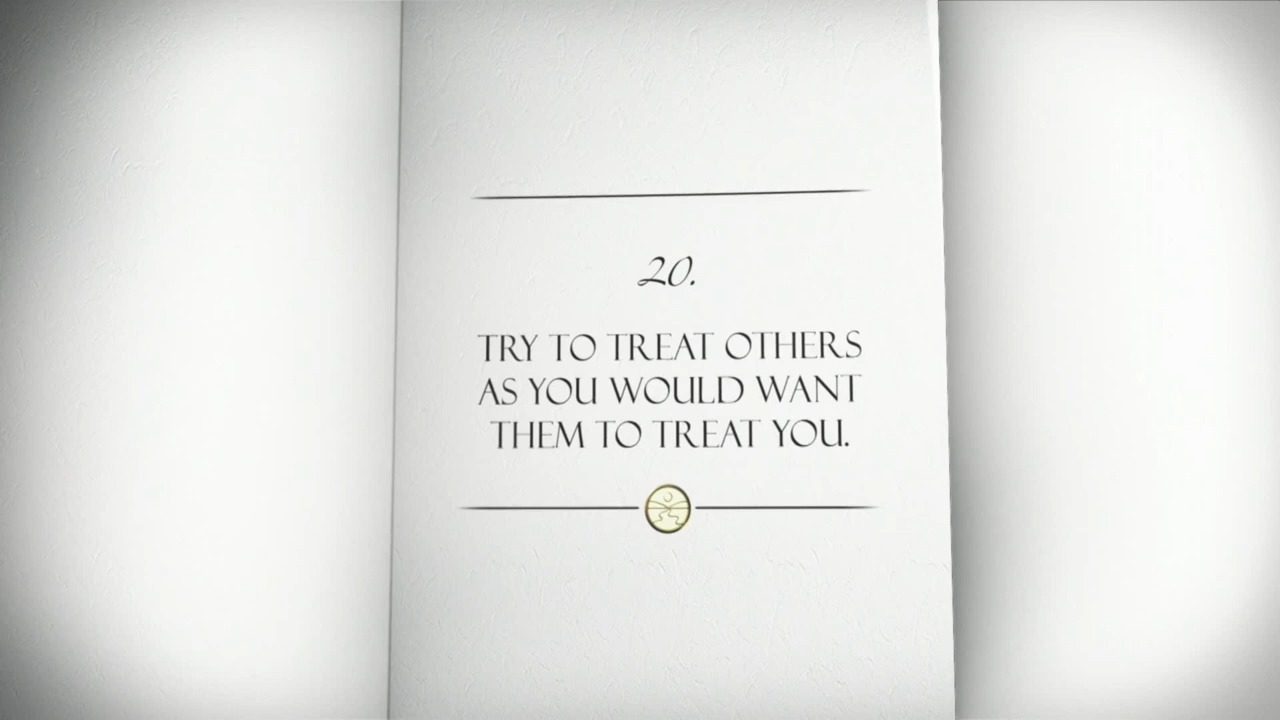 20.
TRY TO TREAT OTHERS
AS YOU WOULD WANT
THEM TO TREAT YOU.